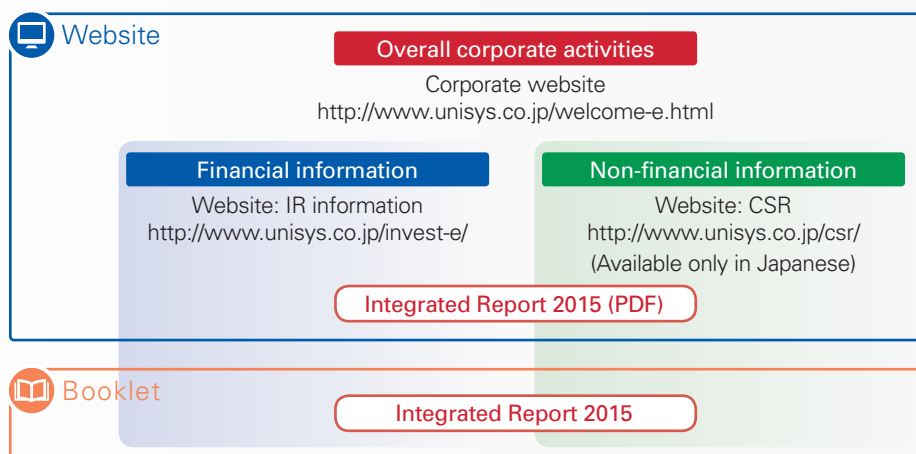 Website
Overall corporate activities
Corporate website
http://www.unisys.co.jp/welcome-e.html
Financial information
Website: IR information
http://www.unisys.co.jp/invest-e/
Non-financial information
Website: CSR
http://www.unisys.co.jp/csr/
(Available only in Japanese)
Integrated Report 2015 (PDF)
Booklet
Integrated Report 2015